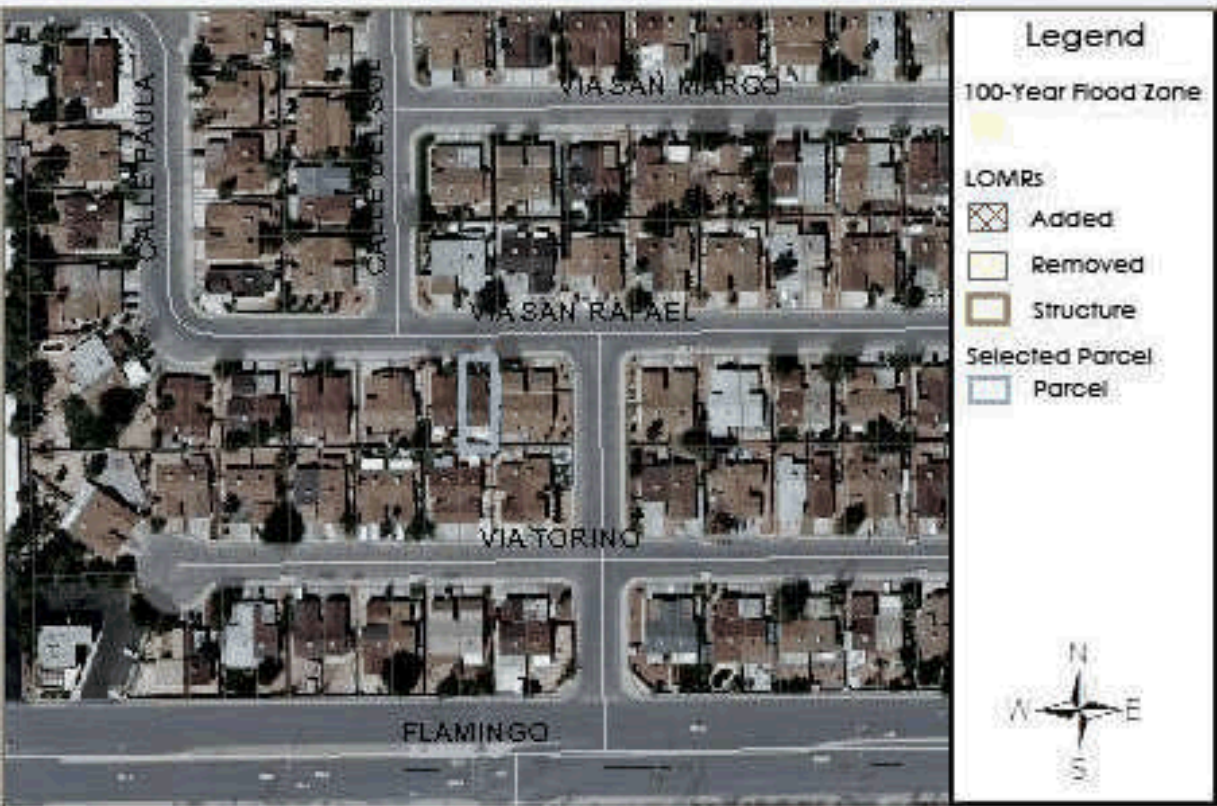 Legend
100-Year Flood Zone
LOMRs
Added
Removed
Structure
Selected Parcel
Parcel
N
W E
S
CALLE PAULA
CALLE DEL SOL
VIA SAN MARCO
VIA SAN RAFAEL
VIA TORINO
FLAMINGO